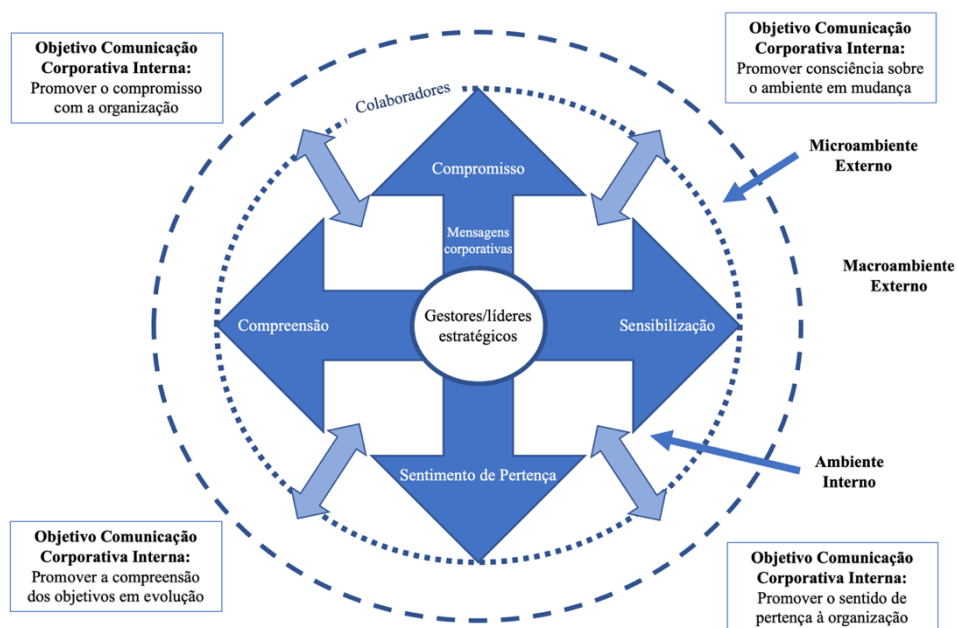 Objetivo Comunicação
Corporativa Interna:
Promover o compromisso
com a organização
Objetivo Comunicação
Corporativa Interna:
Promover consciência sobre
o ambiente em mudança
Colaboradores
Microambiente
Externo
Compromisso
Mensagens
corporativas
Macroambiente
Externo
Compreensão
Gestores/líderes
estratégicos
Sensibilização
Sentimento de Pertença
Ambiente
Interno
Objetivo Comunicação
Corporativa Interna:
Promover a compreensão
dos objetivos em evolução
Objetivo Comunicação
Corporativa Interna:
Promover o sentido de
pertença à organização